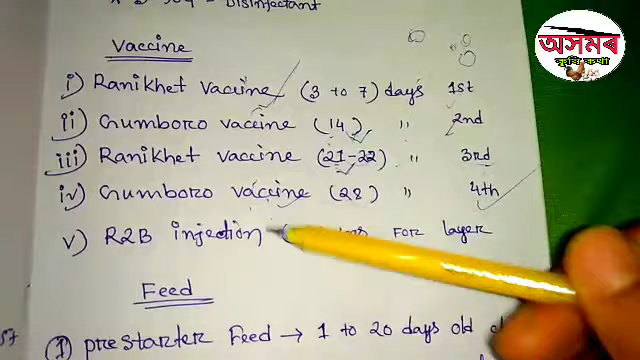 Disinfectant
Vaccine
i) Ranikhet vaccine (3 to 7) days 1st
ii) Gumboro vaccine (14) " 2nd
iii) Ranikhet vaccine (21-22) " 3rd
iv) Gumboro vaccine (28) " 4th
v) R2B injection For layer
Feed
① prestarter Feed → 1 to 20 days old
অসমৰ
কৃষি কথা